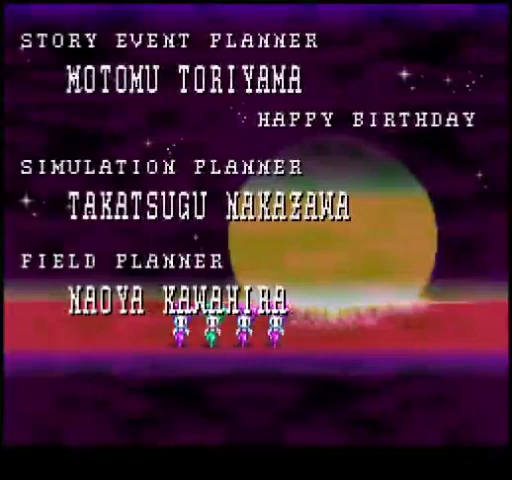 STORY EVENT PLANNER
MOTOMU TORIYAMA
HAPPY BIRTHDAY
SIMULATION PLANNER
TAKATSUGU NAKAZAWA
FIELD PLANNER
NAOYA KAWAHIRA